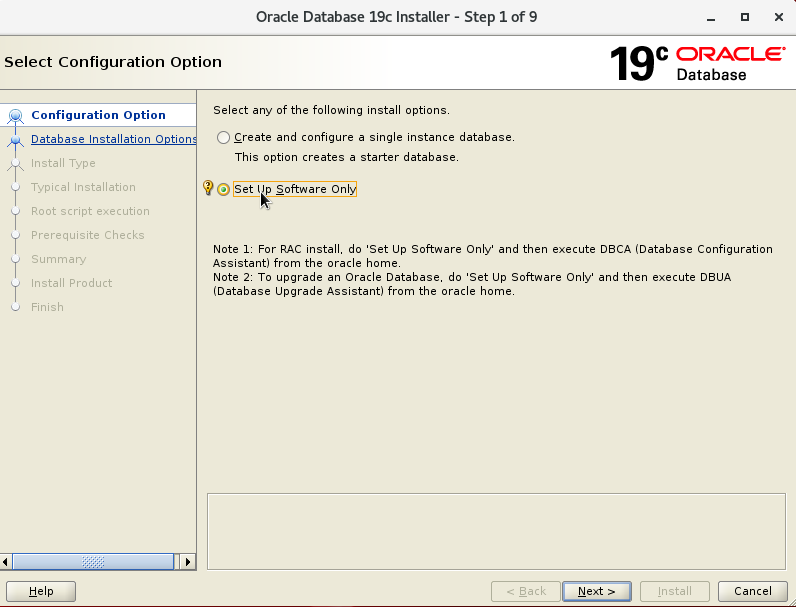 Oracle Database 19c Installer - Step 1 of 9
Select Configuration Option
19c ORACLE
Database
Configuration Option
Database Installation Options
Install Type
Typical Installation
Root script execution
Prerequisite Checks
Summary
Install Product
Finish
Select any of the following install options.
Create and configure a single instance database.
This option creates a starter database.
Set Up Software Only
Note 1: For RAC install, do 'Set Up Software Only' and then execute DBCA (Database Configuration
Assistant) from the oracle home.
Note 2: To upgrade an Oracle Database, do 'Set Up Software Only' and then execute DBUA
(Database Upgrade Assistant) from the oracle home.
Help
< Back
Next >
Install
Cancel